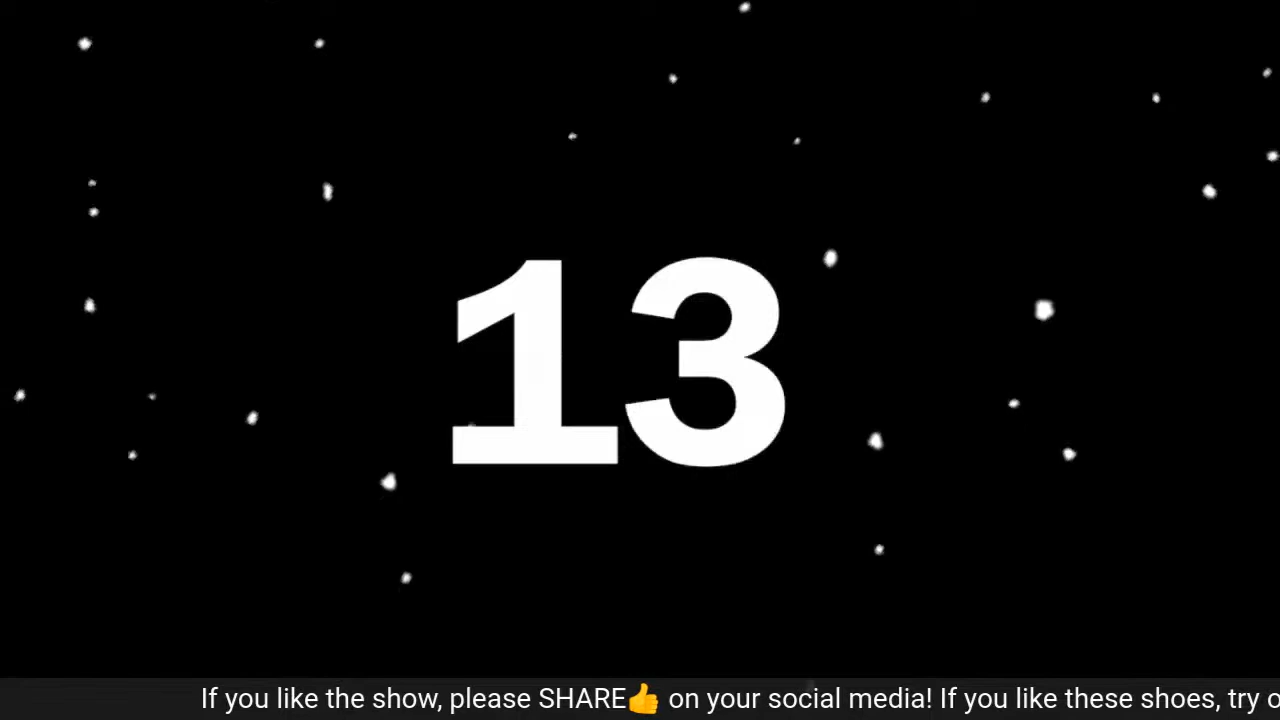 13
If you like the show, please SHARE👍 on your social media! If you like these shoes, try